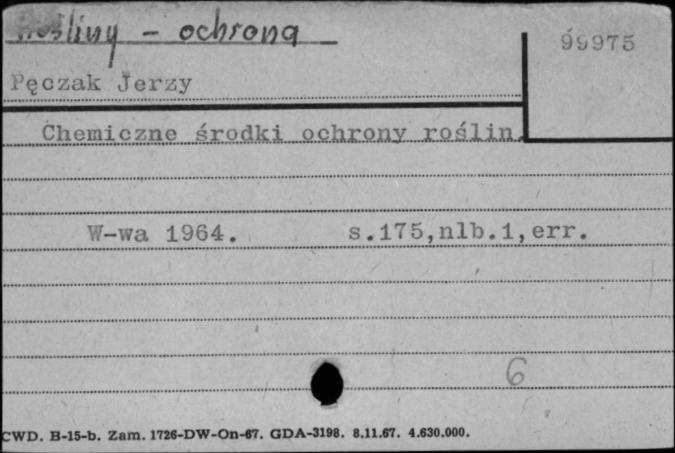 Rośliny - ochrona
99975
Pęczak Jerzy
Chemiczne środki ochrony roślin.
W-wa 1964. s.175,nlb.1,err.
6
CWD. B-15-b. Zam. 1726-DW-On-67. GDA-3198. 8.11.67. 4.630.000.